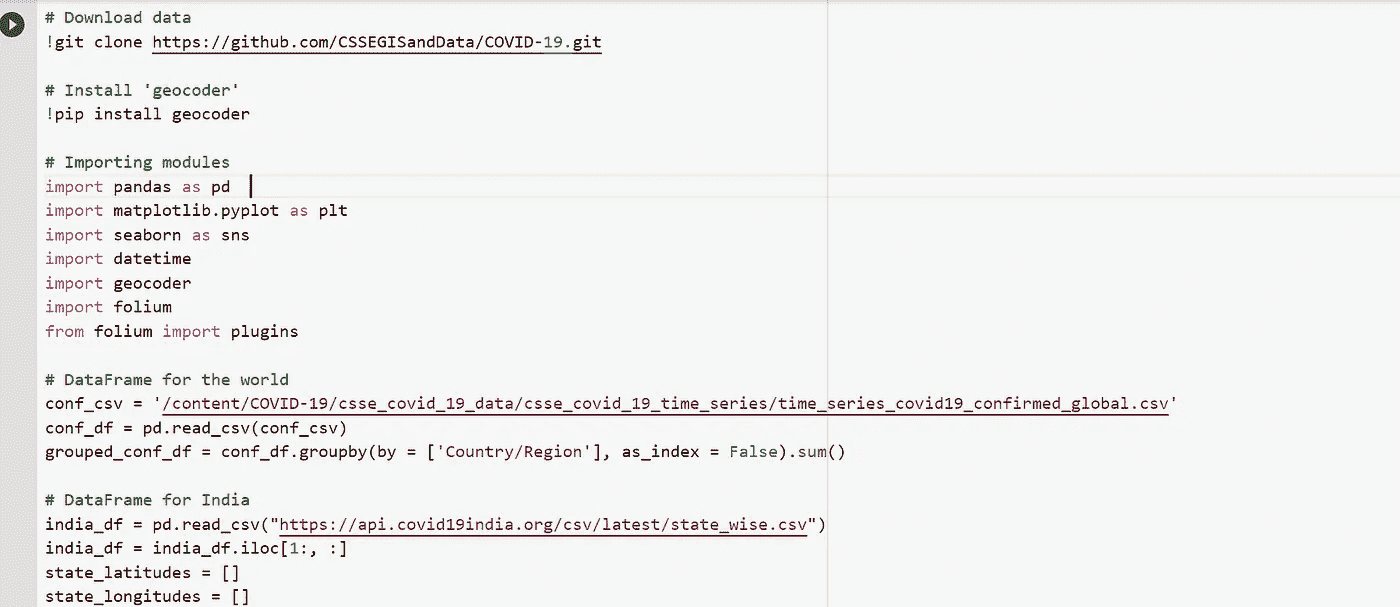 # Download data
!git clone https://github.com/CSSEGISandData/COVID-19.git
# Install 'geocoder'
!pip install geocoder
# Importing modules
import pandas as pd
import matplotlib.pyplot as plt
import seaborn as sns
import datetime
import geocoder
import folium
from folium import plugins
# DataFrame for the world
conf_csv = '/content/COVID-19/csse_covid_19_data/csse_covid_19_time_series/time_series_covid19_confirmed_global.csv'
conf_df = pd.read_csv(conf_csv)
grouped_conf_df = conf_df.groupby(by = ['Country/Region'], as_index = False).sum()
# DataFrame for India
india_df = pd.read_csv("https://api.covid19india.org/csv/latest/state_wise.csv")
india_df = india_df.iloc[1:, :]
state_latitudes = []
state_longitudes = []